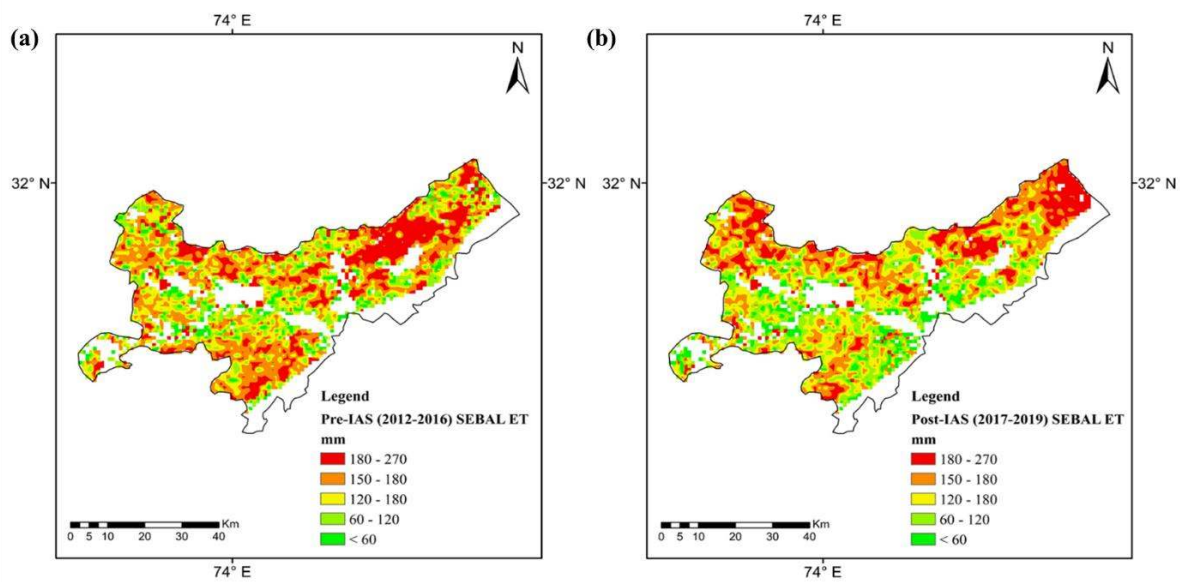 (a)
74° E
N
32° N
Legend
Pre-IAS (2012-2016) SEBAL ET
mm
180 - 270
150 - 180
120 - 180
60 - 120
< 60
0 5 10 20 30 40 Km
74° E
(b)
74° E
N
32° N
Legend
Post-IAS (2017-2019) SEBAL ET
mm
180 - 270
150 - 180
120 - 180
60 - 120
< 60
0 5 10 20 30 40 Km
74° E